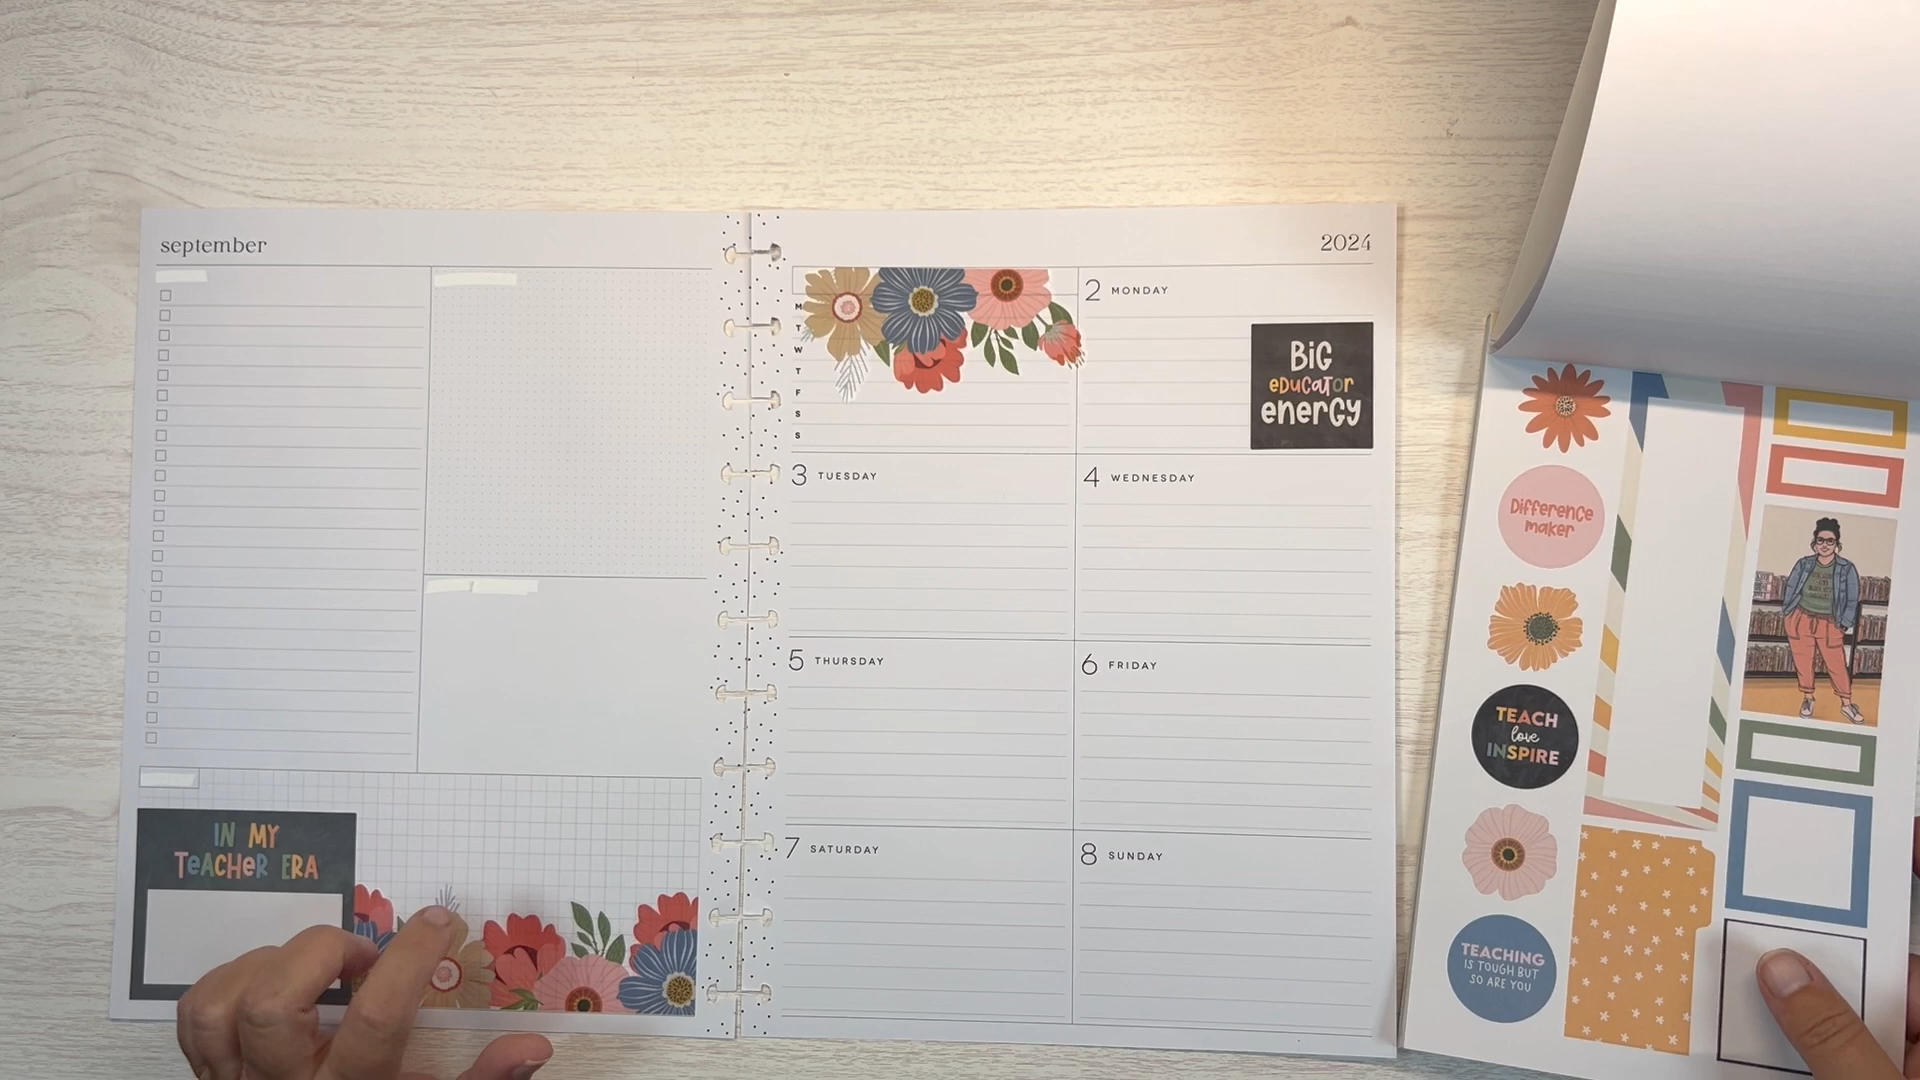 september
IN MY
TEACHER ERA
2024
M
T
W
T
F
S
S
2 MONDAY
BiG
educator
energy
3 TUESDAY
4 WEDNESDAY
5 THURSDAY
6 FRIDAY
7 SATURDAY
8 SUNDAY
Difference
maker
TEACH
love
INSPIRE
TEACHING
IS TOUGH BUT
SO ARE YOU